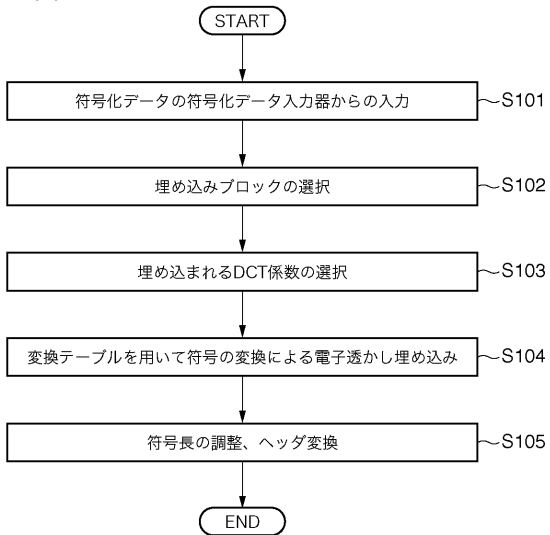 START
符号化データの符号化データ入力器からの入力
S101
埋め込みブロックの選択
S102
埋め込まれるDCT係数の選択
S103
変換テーブルを用いて符号の変換による電子透かし埋め込み
S104
符号長の調整、ヘッダ変換
S105
END